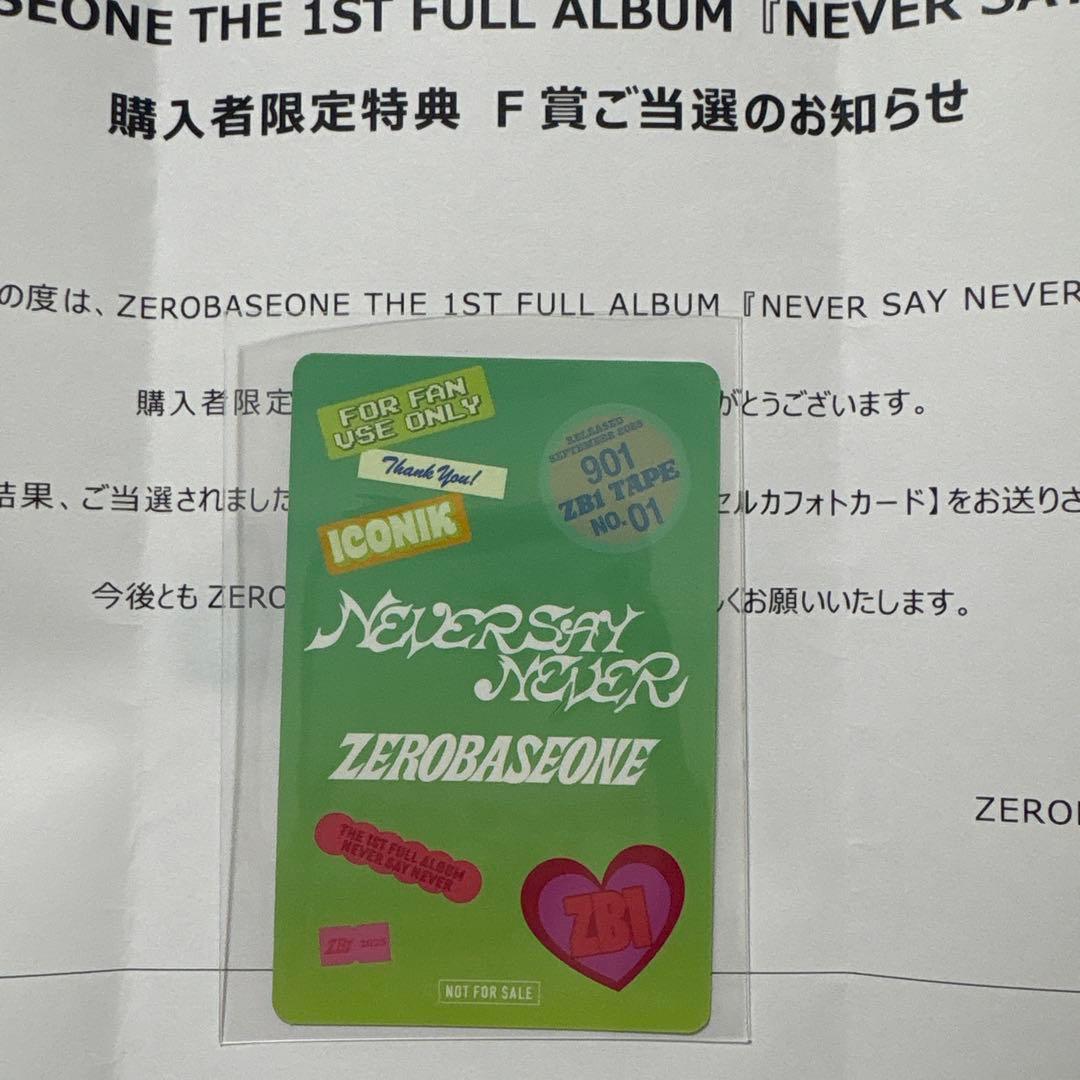 SEONE THE 1ST FULL ALBUM『NEVER SAY
購入者限定特典 F賞ご当選のお知らせ
の度は、ZEROBASEONE THE 1ST FULL ALBUM『NEVER SAY NEVER
購入者限定
がとうございます。
結果、ご当選されました
セルカフォトカード】をお送りさ
今後とも ZERO
くお願いいたします。
ZEROB
FOR FAN
USE ONLY
Thank You!
ICONIK
RELEASED
SEPTEMBER 2025
901
ZB1 TAPE
NO.01
NEVER SAY
NEVER
ZEROBASEONE
THE 1ST FULL ALBUM
NEVER SAY NEVER
ZB1 2025
ZB1
NOT FOR SALE